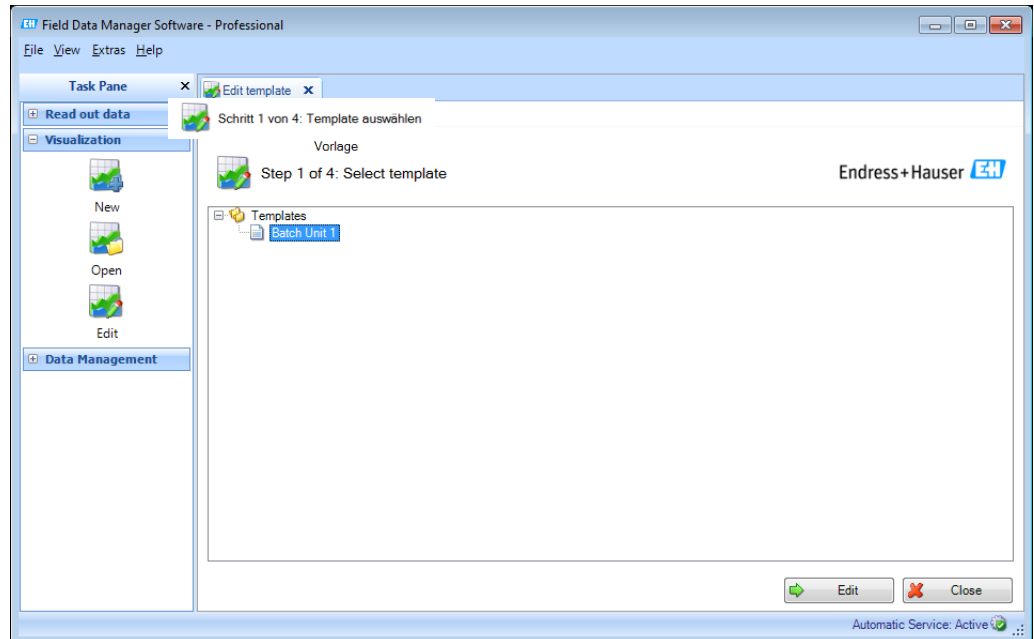 Field Data Manager Software - Professional
File View Extras Help
Task Pane
Edit template
Read out data
Schritt 1 von 4: Template auswählen
Visualization
Vorlage
Step 1 of 4: Select template
Endress+Hauser EH
New
Templates
Batch Unit 1
Open
Edit
Data Management
Edit Close
Automatic Service: Active